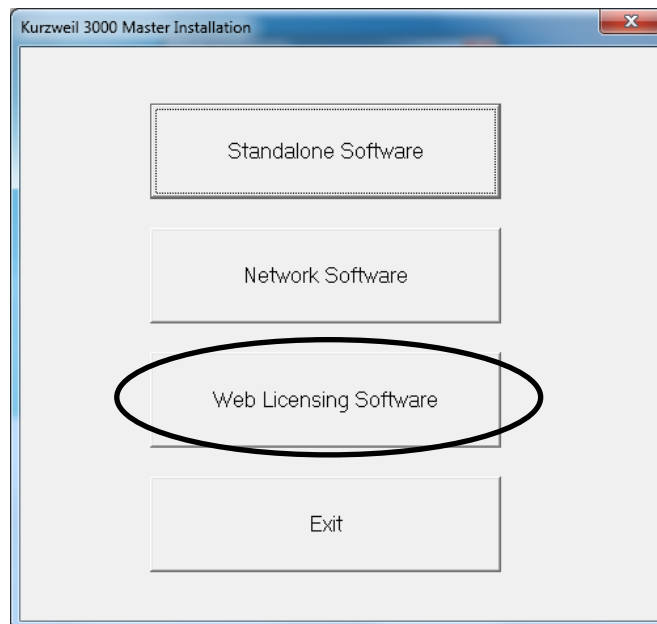 Kurzweil 3000 Master Installation
Standalone Software
Network Software
Web Licensing Software
Exit